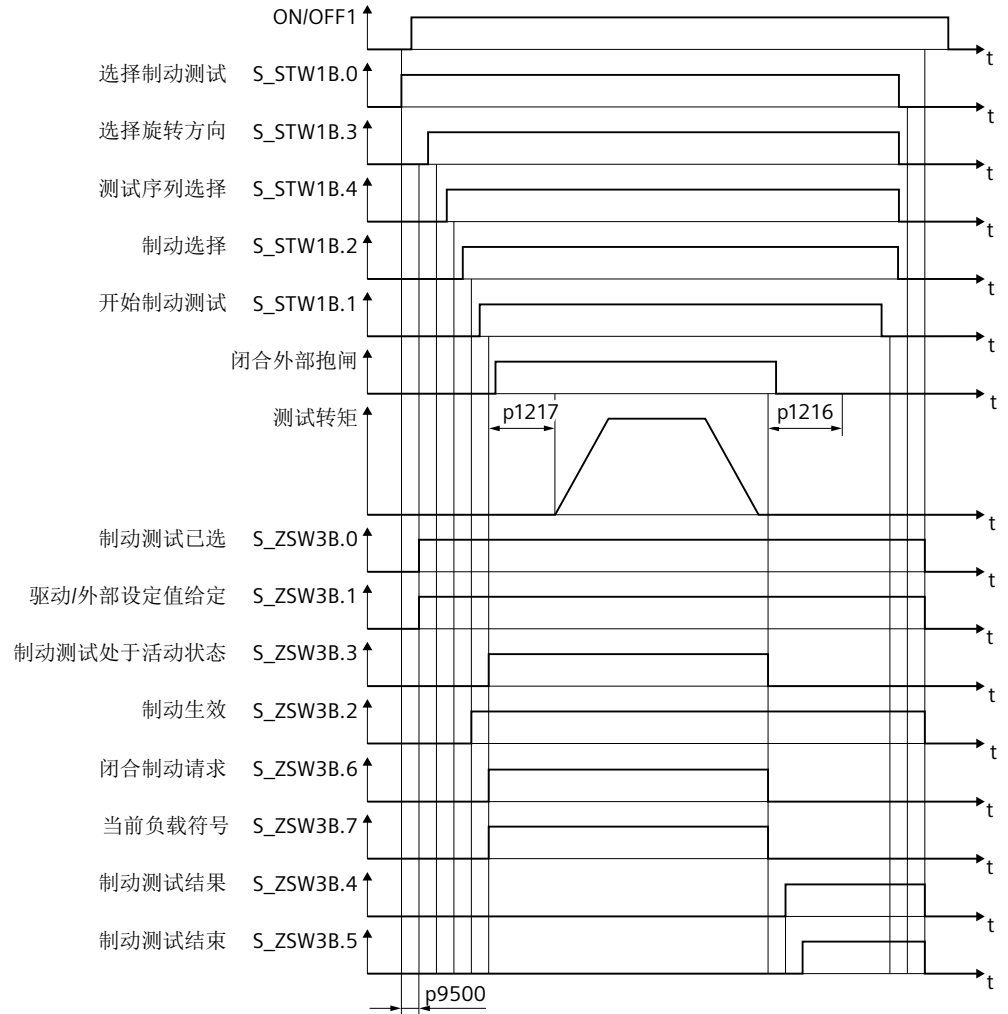 ON/OFF1
t
选择制动测试 S_STW1B.0
t
选择旋转方向 S_STW1B.3
t
测试序列选择 S_STW1B.4
t
制动选择 S_STW1B.2
t
开始制动测试 S_STW1B.1
t
闭合外部抱闸
t
p1217 p1216
测试转矩
t
制动测试已选 S_ZSW3B.0
t
驱动/外部设定值给定 S_ZSW3B.1
t
制动测试处于活动状态 S_ZSW3B.3
t
制动生效 S_ZSW3B.2
t
闭合制动请求 S_ZSW3B.6
t
当前负载符号 S_ZSW3B.7
t
制动测试结果 S_ZSW3B.4
t
制动测试结束 S_ZSW3B.5
t
p9500